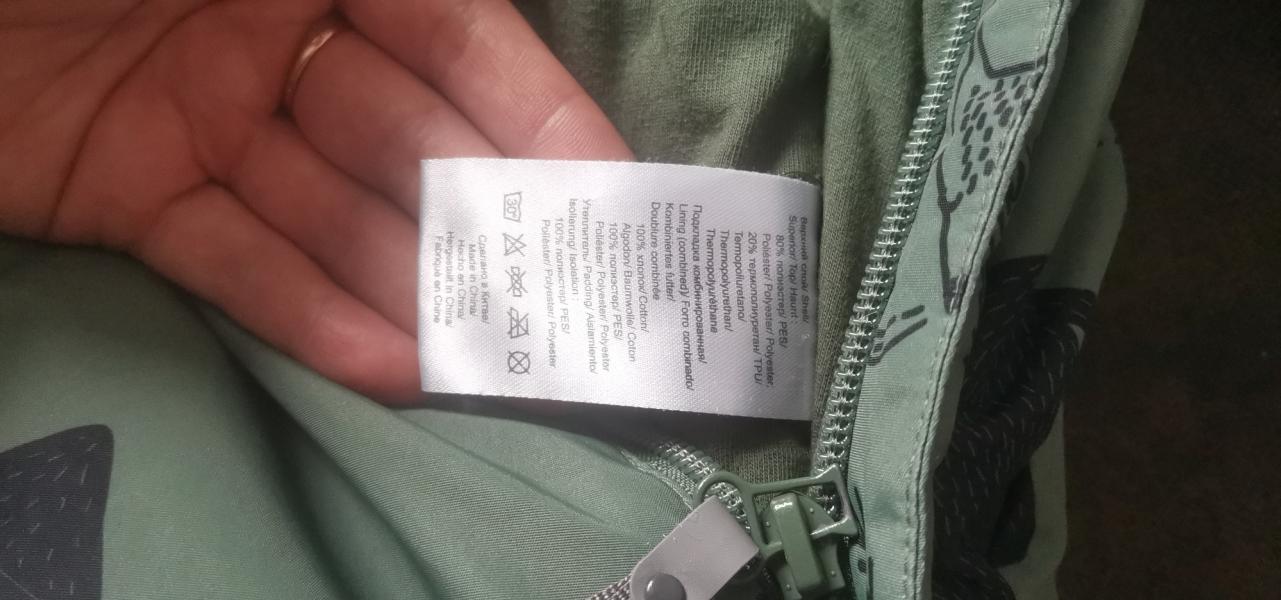 Верхний слой/ Shell/
Superior/ Top/ Haunt
80% полиэстер/ PES/
Poliéster/ Polyester/ Polyester.
20% термополиуретан/ TPU/
Termopoliuretano/
Thermopolyurethan/
Thermopolyuréthane
Подкладка комбинированная/
Lining (combined)/ Forro combinado/
Kombiniertes futter/
Doublure combinée
100% хлопок/ Cotton/
Algodon/ Baumwolle/ Coton
100% полиэстер/ PES/
Poliéster/ Polyester/ Polyester
Утеплитель/ Padding/ Aislamiento/
Isolierung/ Isolation:
100% полиэстер/ PES/
Poliéster/ Polyester/ Polyester
30°
Сделано в Китае/
Made in China/
Hecho en China/
Hergestellt in China/
Fabriqué en Chine